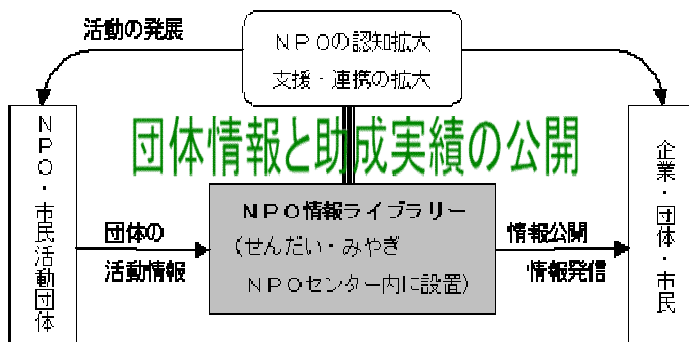 活動の発展
ＮＰＯの認知拡大
支援・連携の拡大
団体情報と助成実績の公開
ＮＰＯ・市民活動団体
団体の
活動情報
ＮＰＯ情報ライブラリー
（せんだい・みやぎ
ＮＰＯセンター内に設置）
情報公開
情報発信
企業・団体・市民